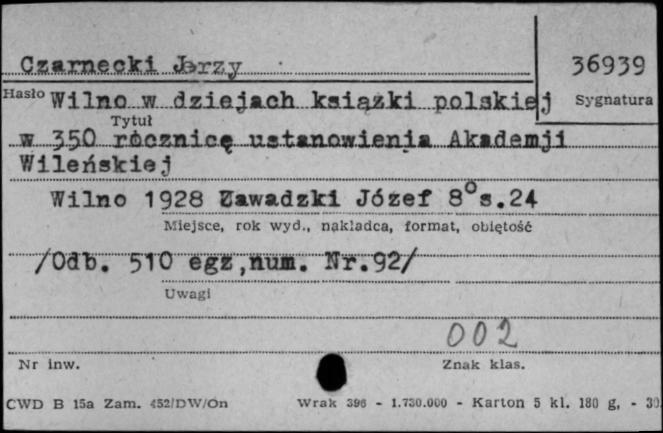 Czarnecki Jerzy
36939
Hasło Wilno w dziejach książki polskiej
Sygnatura
Tytuł
w 350 rocznicę ustanowienia Akademji
Wileńskiej
Wilno 1928 Zawadzki Józef 8° s.24
Miejsce, rok wyd., nakładca, format, objętość
/Odb. 510 egz,num. Nr.92/
Uwagi
002
Nr inw.
Znak klas.
CWD B 15a Zam. 452/DW/On
Wrak 396 - 1.730.000 - Karton 5 kl. 180 g, - 30